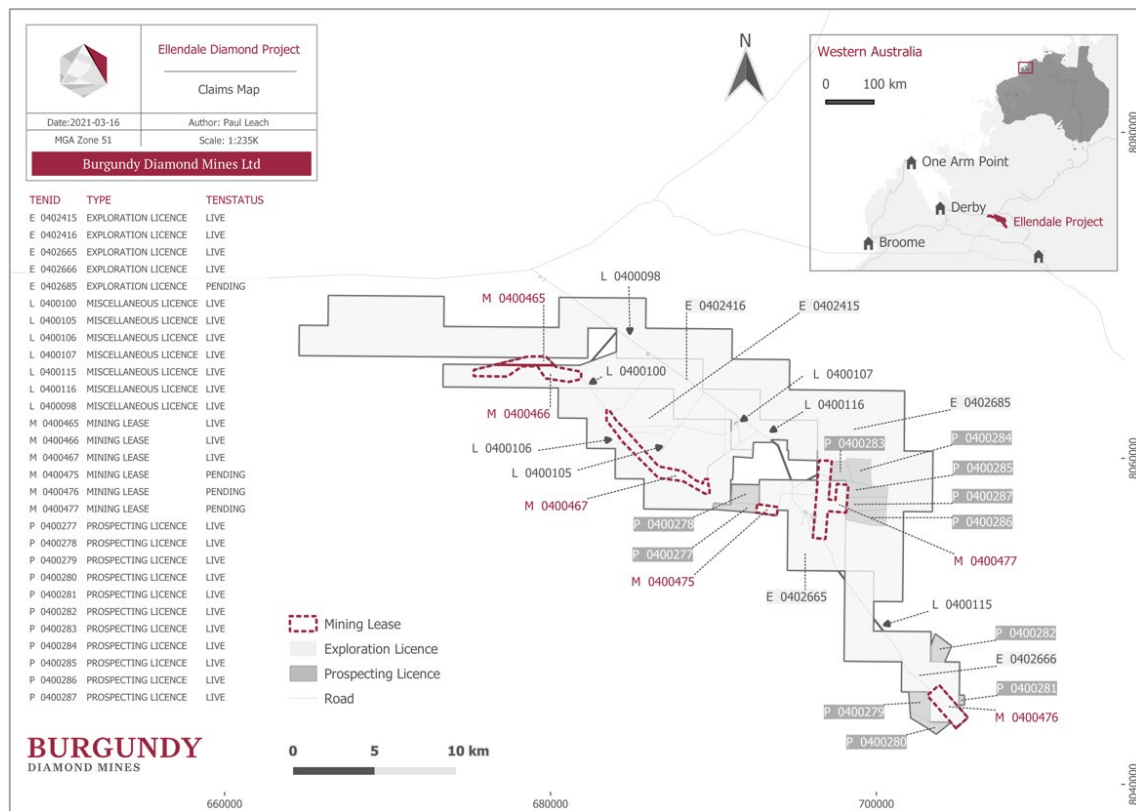 Ellendale Diamond Project
Claims Map
Date:2021-03-16
Author: Paul Leach
MGA Zone 51
Scale: 1:235K
Burgundy Diamond Mines Ltd
TENID TYPE TENSTATUS
E 0402415 EXPLORATION LICENCE LIVE
E 0402416 EXPLORATION LICENCE LIVE
E 0402665 EXPLORATION LICENCE LIVE
E 0402666 EXPLORATION LICENCE LIVE
E 0402685 EXPLORATION LICENCE PENDING
L 0400100 MISCELLANEOUS LICENCE LIVE
L 0400105 MISCELLANEOUS LICENCE LIVE
L 0400106 MISCELLANEOUS LICENCE LIVE
L 0400107 MISCELLANEOUS LICENCE LIVE
L 0400115 MISCELLANEOUS LICENCE LIVE
L 0400116 MISCELLANEOUS LICENCE LIVE
L 0400098 MISCELLANEOUS LICENCE LIVE
M 0400465 MINING LEASE LIVE
M 0400466 MINING LEASE LIVE
M 0400467 MINING LEASE LIVE
M 0400475 MINING LEASE PENDING
M 0400476 MINING LEASE PENDING
M 0400477 MINING LEASE PENDING
P 0400277 PROSPECTING LICENCE LIVE
P 0400278 PROSPECTING LICENCE LIVE
P 0400279 PROSPECTING LICENCE LIVE
P 0400280 PROSPECTING LICENCE LIVE
P 0400281 PROSPECTING LICENCE LIVE
P 0400282 PROSPECTING LICENCE LIVE
P 0400283 PROSPECTING LICENCE LIVE
P 0400284 PROSPECTING LICENCE LIVE
P 0400285 PROSPECTING LICENCE LIVE
P 0400286 PROSPECTING LICENCE LIVE
P 0400287 PROSPECTING LICENCE LIVE
BURGUNDY
DIAMOND MINES
N
Western Australia
0 100 km
One Arm Point
Derby
Ellendale Project
Broome
L 0400098
M 0400465
E 0402416
E 0402415
L 0400100
L 0400107
M 0400466
L 0400116
E 0402685
L 0400106
P 0400283
P 0400284
L 0400105
P 0400285
M 0400467
P 0400287
P 0400278
P 0400286
P 0400277
M 0400477
M 0400475
E 0402665
L 0400115
P 0400282
E 0402666
P 0400281
P 0400279
M 0400476
P 0400280
Mining Lease
Exploration Licence
Prospecting Licence
Road
0 5 10 km
660000
680000
700000
8080000
8060000
8040000